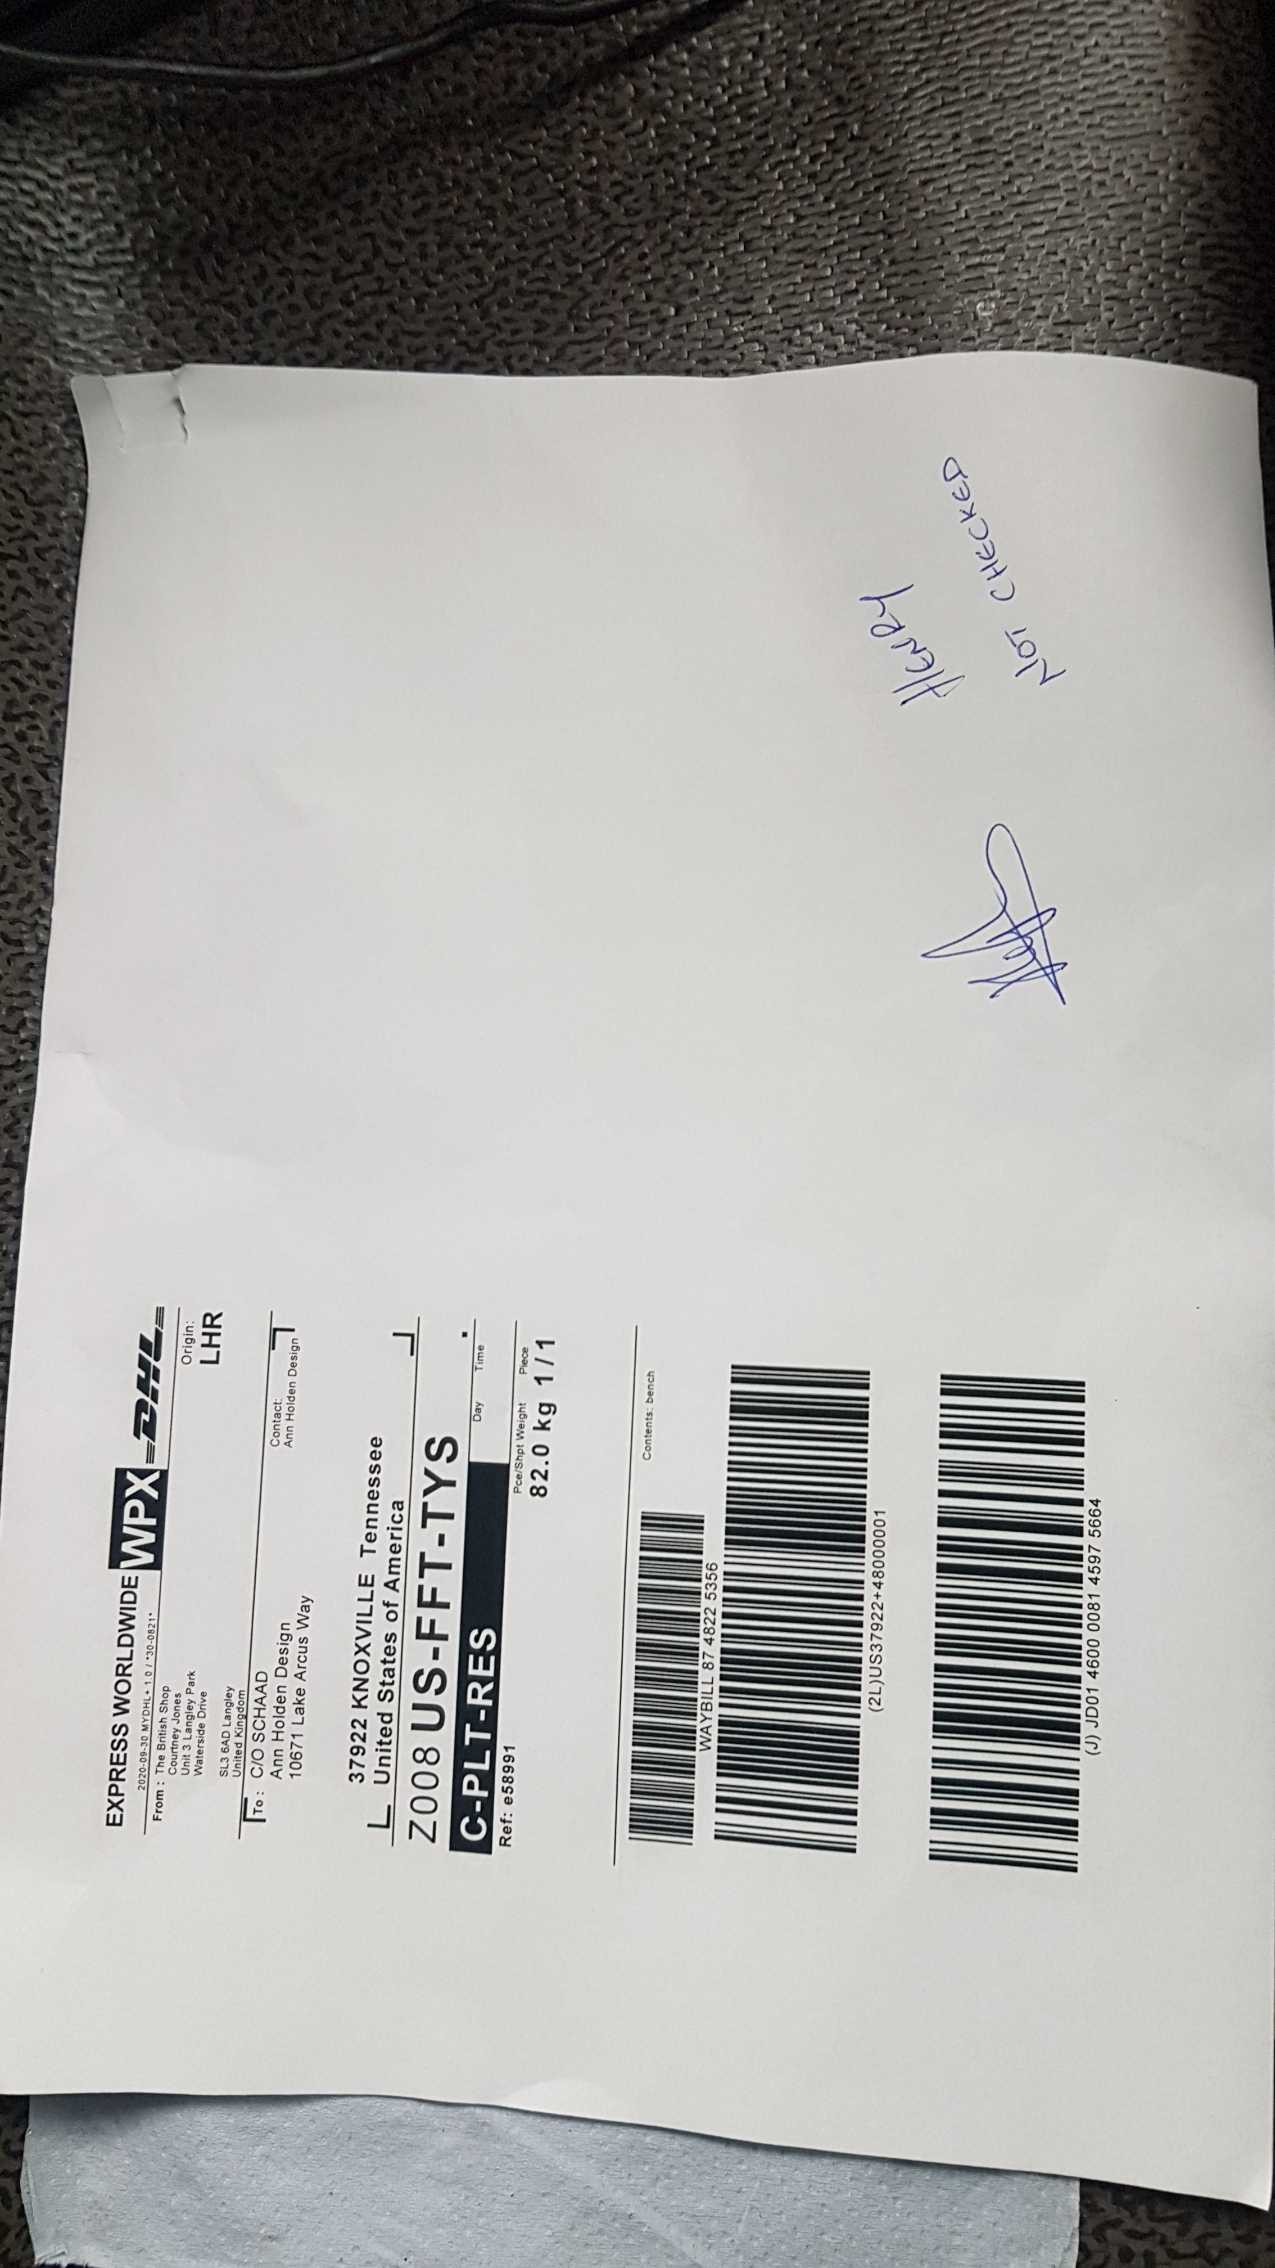 EXPRESS WORLDWIDE WPX DHL
2020-09-30 MYDHL+ 1.0 / *30-0821*
From : The British Shop
Courtney Jones
Unit 3 Langley Park
Waterside Drive
SL3 6AD Langley
United Kingdom
Origin:
LHR
To : C/O SCHAAD
Ann Holden Design
10671 Lake Arcus Way
Contact:
Ann Holden Design
37922 KNOXVILLE Tennessee
United States of America
Z008 US-FFT-TYS
C-PLT-RES
Day Time
Ref: e58991
Pce/Shpt Weight Piece
82.0 kg 1/1
Contents: bench
WAYBILL 87 4822 5356
(2L)US37922+48000001
(J) JD01 4600 0081 4597 5664
HENRY
NOT CHECKED